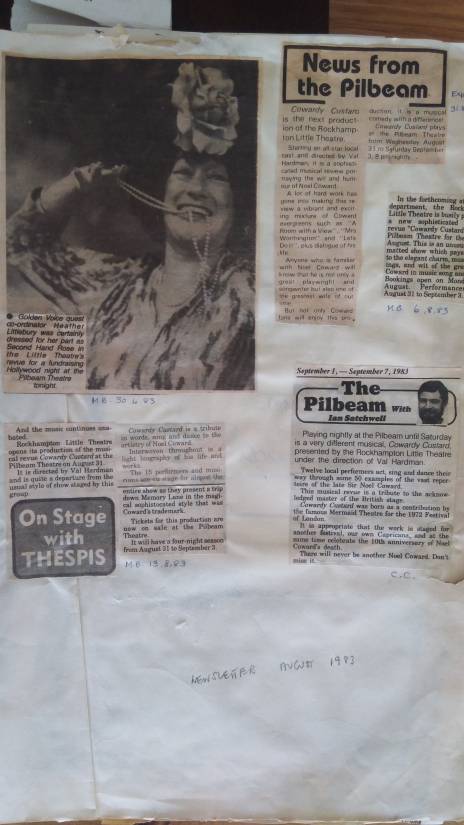 News from
the Pilbeam
Cowardy Custard
is the next product-
ion of the Rockhamp-
ton Little Theatre.
Starring an all-star local
cast and directed by Val
Hardman, it is a sophisti-
cated musical review por-
traying the wit and hum-
our of Noel Coward.
A lot of hard work has
gone into making this re-
view a vibrant and excit-
ing mixture of Coward
evergreens such as "A
Room with a View", "Mrs
Worthington" and "Lets
Do it", plus dialogue of his
life.
Anyone who is familiar
with Noel Coward will
know that he is not only a
great playwright and
songwriter but also one
of the greatest wits of our
time.
But not only Coward
fans will enjoy this pro-
duction, it is a musical
comedy with a difference!
Cowardy Custard plays
at the Pilbeam Theatre
from Wednesday August
31 to Saturday September
3, 8 pm nightly.
In the forthcoming at
department, the Rock
Little Theatre is busily p
a new sophisticated
revue "Cowardy Custard
Pilbeam Theatre for the
August. This is an unus
mated show which pays
to the elegant charm, mus
ings, and wit of the gre
Coward in music song and
Bookings open on Mond
August. Performances
August 31 to September 3.
M.B. 6.8.83
● Golden Voice quest
co-ordinator Heather
Littlebury was certainly
dressed for her part as
Second Hand Rose in
the Little Theatre's
revue for a fundraising
Hollywood night at the
Pilbeam Theatre
tonight.
M.B. 30.4.83
And the music continues una-
bated.
Rockhampton Little Theatre
opens its production of the musi-
cal revue Cowardy Custard at the
Pilbeam Theatre on August 31.
It is directed by Val Hardman
and is quite a departure from the
usual style of show staged by this
group.
On Stage
with
THESPIS
Cowardy Custard is a tribute
in words, song and dance to the
artistry of Noel Coward.
Interwoven throughout is a
light biography of his life and
works.
The 15 performers and musi-
cians are on stage for almost the
entire show as they present a trip
down Memory Lane in the magi-
cal sophisticated style that was
Coward's trademark.
Tickets for this production are
now on sale at the Pilbeam
Theatre.
It will have a four-night season
from August 31 to September 3.
M.B. 13.8.83
September 1, — September 7, 1983
The
Pilbeam With
Ian Satchwell
Playing nightly at the Pilbeam until Saturday
is a very different musical, Cowardy Custard,
presented by the Rockhampton Little Theatre
under the direction of Val Hardman.
Twelve local performers act, sing and dance their
way through some 50 examples of the vast reper-
toire of the late Sir Noel Coward.
This musical revue is a tribute to the acknow-
ledged master of the British stage.
Cowardy Custard was born as a contribution by
the famous Mermaid Theatre for the 1972 Festival
of London.
It is appropriate that the work is staged for
another festival, our own Capricana, and at the
same time celebrate the 10th anniversary of Noel
Coward's death.
There will never be another Noel Coward. Don't
miss it.
C.C.
NEWSLETTER AUGUST 1983